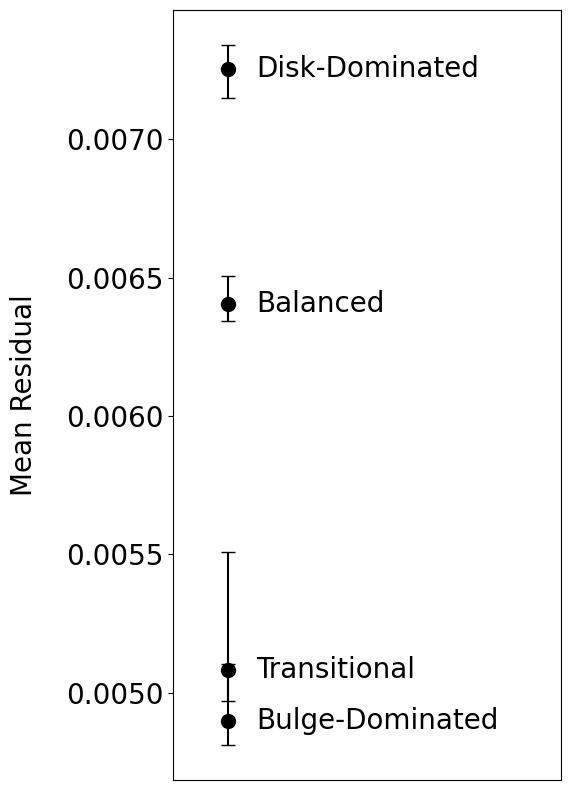 Disk-Dominated
0.0070
0.0065
Balanced
Mean Residual
0.0060
0.0055
Transitional
0.0050
Bulge-Dominated